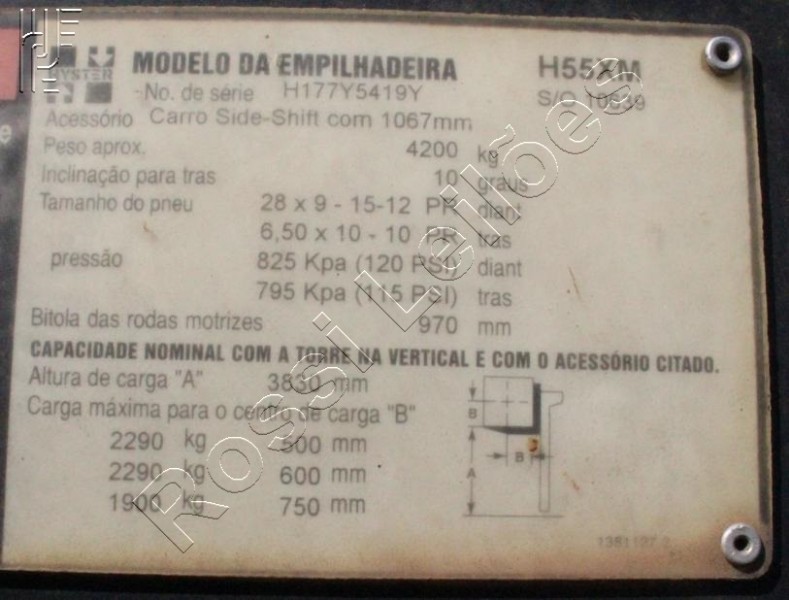 HYSTER
MODELO DA EMPILHADEIRA H55XM
No. de série H177Y5419Y S/O 10839
Acessório Carro Side-Shift com 1067mm
Peso aprox. 4200 kg
Inclinação para tras 10 graus
Tamanho do pneu 28 x 9 - 15-12 PR diant
6,50 x 10 - 10 PR tras
pressão 825 Kpa (120 PSI) diant
795 Kpa (115 PSI) tras
Bitola das rodas motrizes 970 mm
CAPACIDADE NOMINAL COM A TORRE NA VERTICAL E COM O ACESSÓRIO CITADO.
Altura de carga "A" 3830 mm
Carga máxima para o centro de carga "B"
2290 kg 500 mm
2290 kg 600 mm
1900 kg 750 mm
B
B
A
Rossi Leilões